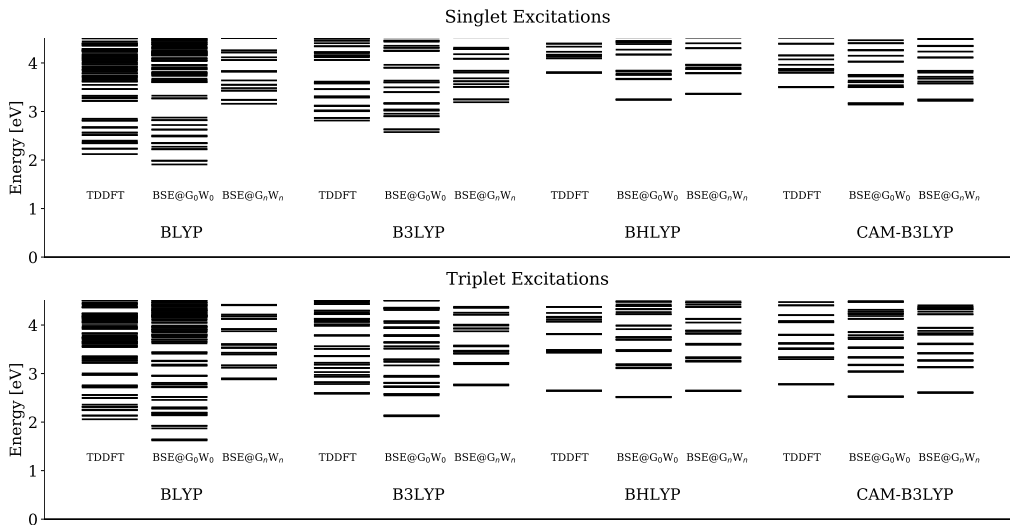 Singlet Excitations
4
3
2
1
0
Energy [eV]
TDDFT BSE@G₀W₀ BSE@GₙWₙ TDDFT BSE@G₀W₀ BSE@GₙWₙ TDDFT BSE@G₀W₀ BSE@GₙWₙ TDDFT BSE@G₀W₀ BSE@GₙWₙ
BLYP B3LYP BHLYP CAM-B3LYP
Triplet Excitations
4
3
2
1
0
Energy [eV]
TDDFT BSE@G₀W₀ BSE@GₙWₙ TDDFT BSE@G₀W₀ BSE@GₙWₙ TDDFT BSE@G₀W₀ BSE@GₙWₙ TDDFT BSE@G₀W₀ BSE@GₙWₙ
BLYP B3LYP BHLYP CAM-B3LYP